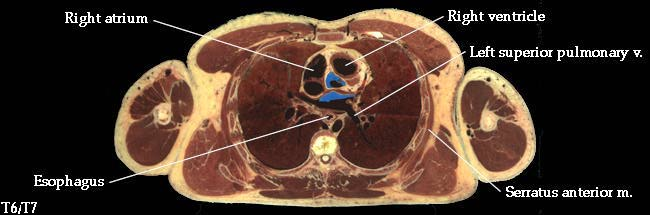 Right atrium
Right ventricle
Left superior pulmonary v.
Esophagus
Serratus anterior m.
T6/T7